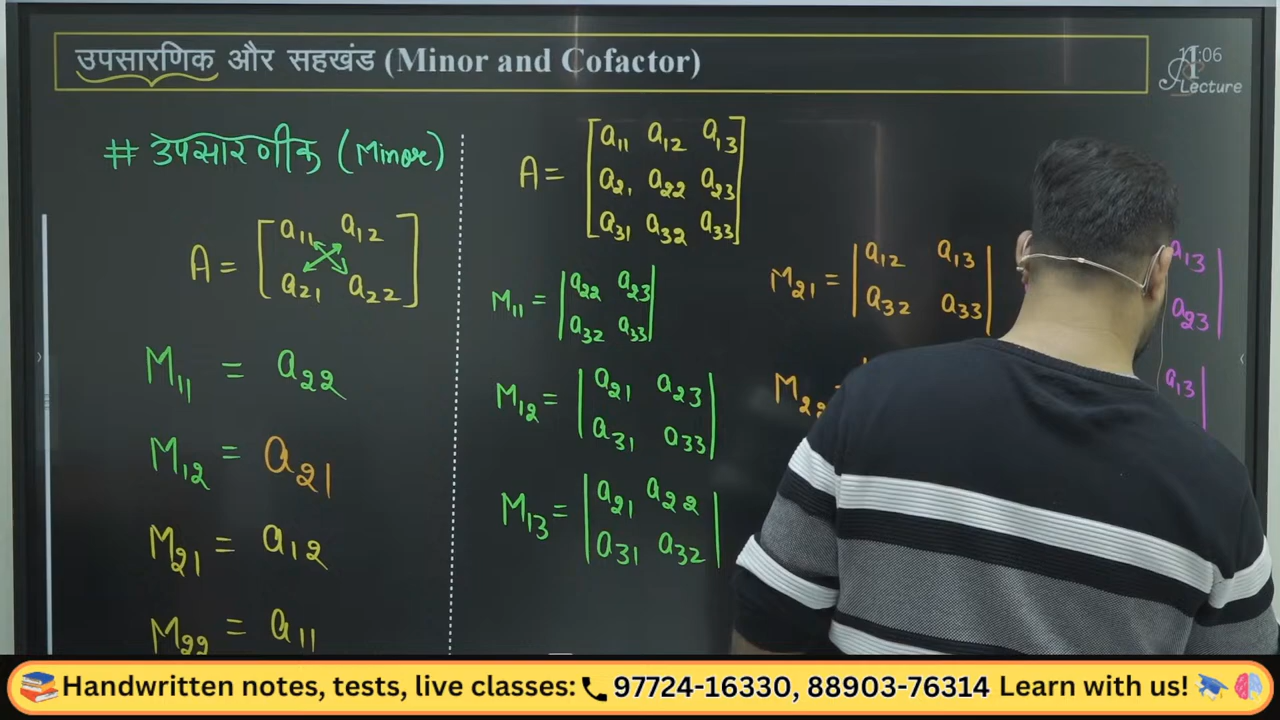 उपसारणिक और सहखंड (Minor and Cofactor)
:06
Lecture
# उपसारणीक (Minor)
A = [a11 a12
a21 a22]
M11 = a22
M12 = a21
M21 = a12
M22 = a11
A = [a11 a12 a13
a21 a22 a23
a31 a32 a33]
M11 = |a22 a23
a32 a33|
M12 = |a21 a23
a31 a33|
M13 = |a21 a22
a31 a32|
M21 = |a12 a13
a32 a33|
M22 =
a13
a23|
a13|
Handwritten notes, tests, live classes: 97724-16330, 88903-76314 Learn with us!